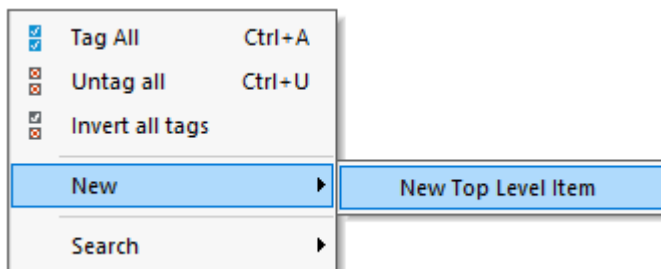 Tag All Ctrl+A
Untag all Ctrl+U
Invert all tags
New New Top Level Item
Search